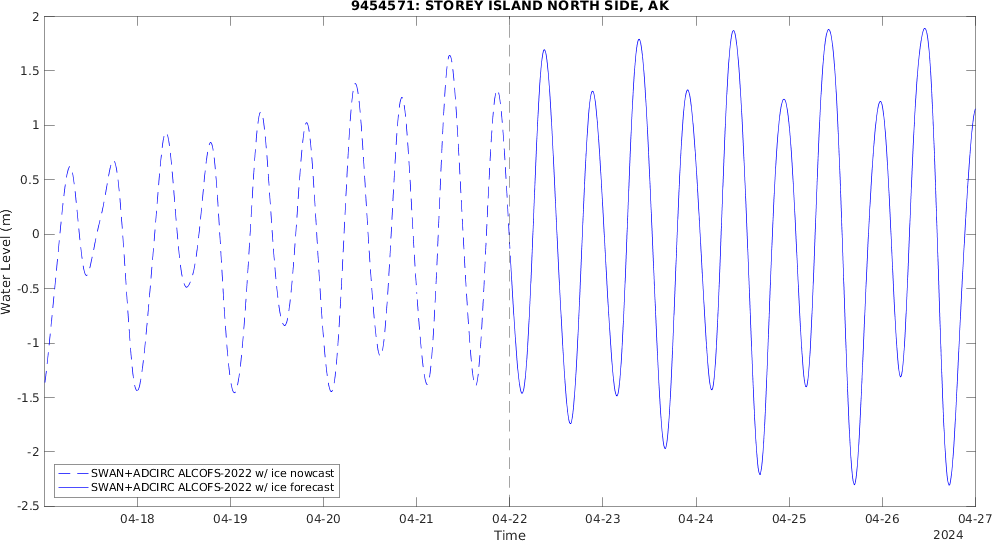 9454571: STOREY ISLAND NORTH SIDE, AK
Water Level (m)
2
1.5
1
0.5
0
-0.5
-1
-1.5
-2
-2.5
SWAN+ADCIRC ALCOFS-2022 w/ ice nowcast
SWAN+ADCIRC ALCOFS-2022 w/ ice forecast
04-18 04-19 04-20 04-21 04-22 04-23 04-24 04-25 04-26 04-27
Time
2024